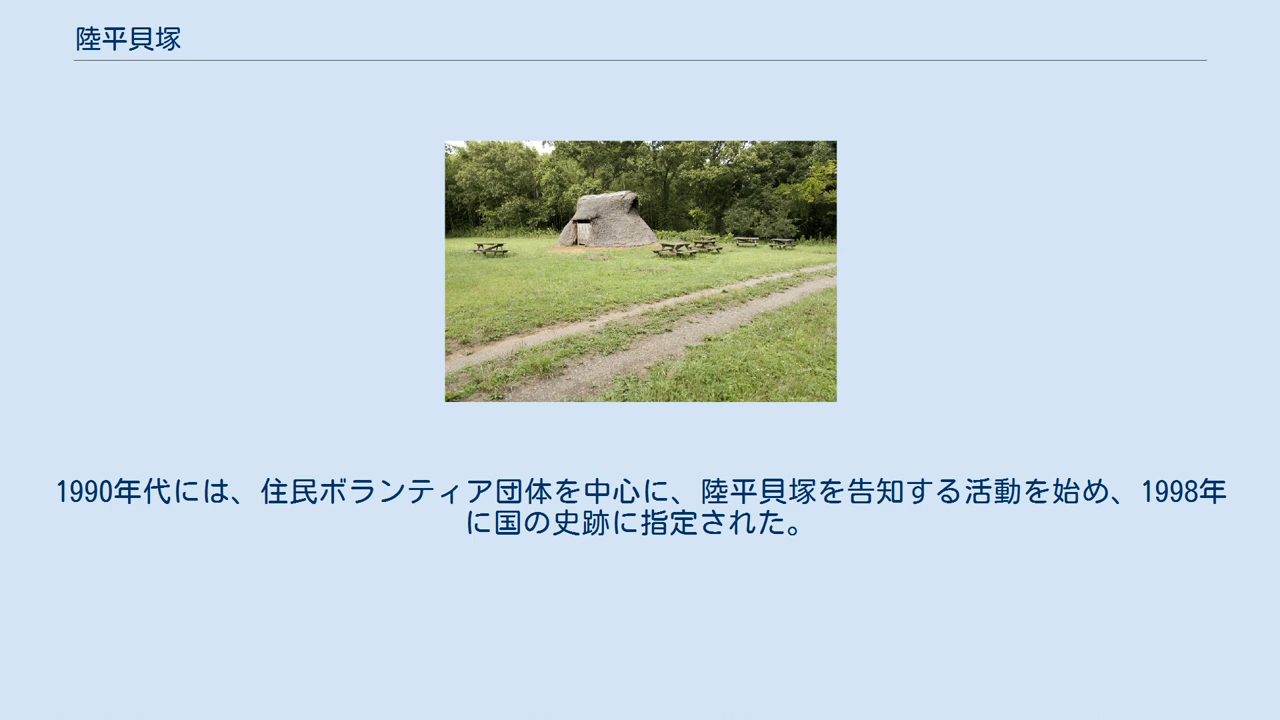 陸平貝塚
1990年代には、住民ボランティア団体を中心に、陸平貝塚を告知する活動を始め、1998年
に国の史跡に指定された。